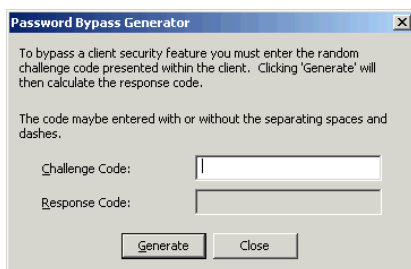 Password Bypass Generator
To bypass a client security feature you must enter the random
challenge code presented within the client. Clicking 'Generate' will
then calculate the response code.
The code maybe entered with or without the separating spaces and
dashes.
Challenge Code:
Response Code:
Generate Close